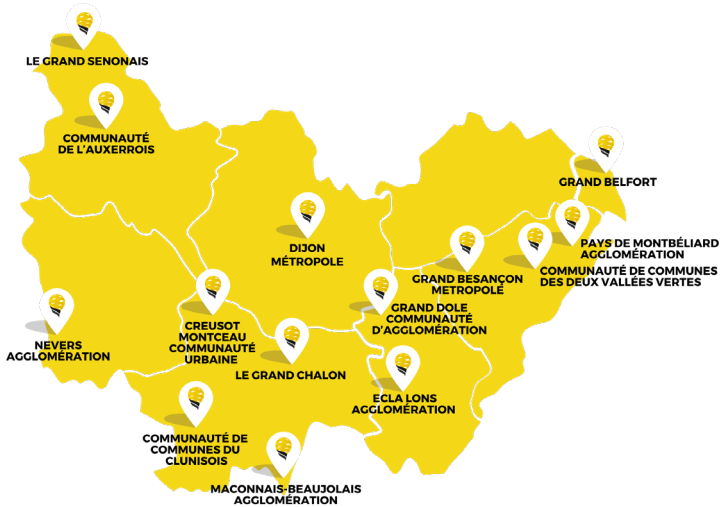 LE GRAND SENONAIS
COMMUNAUTÉ
DE L'AUXERROIS
GRAND BELFORT
DIJON
MÉTROPOLE
PAYS DE MONTBÉLIARD
AGGLOMÉRATION
COMMUNAUTÉ DE COMMUNES
DES DEUX VALLÉES VERTES
GRAND BESANÇON
METROPOLE
GRAND DOLE
COMMUNAUTÉ
D'AGGLOMÉRATION
NEVERS
AGGLOMÉRATION
CREUSOT
MONTCEAU
COMMUNAUTÉ
URBAINE
LE GRAND CHALON
ECLA LONS
AGGLOMÉRATION
COMMUNAUTÉ DE
COMMUNES DU
CLUNISOIS
MACONNAIS-BEAUJOLAIS
AGGLOMÉRATION